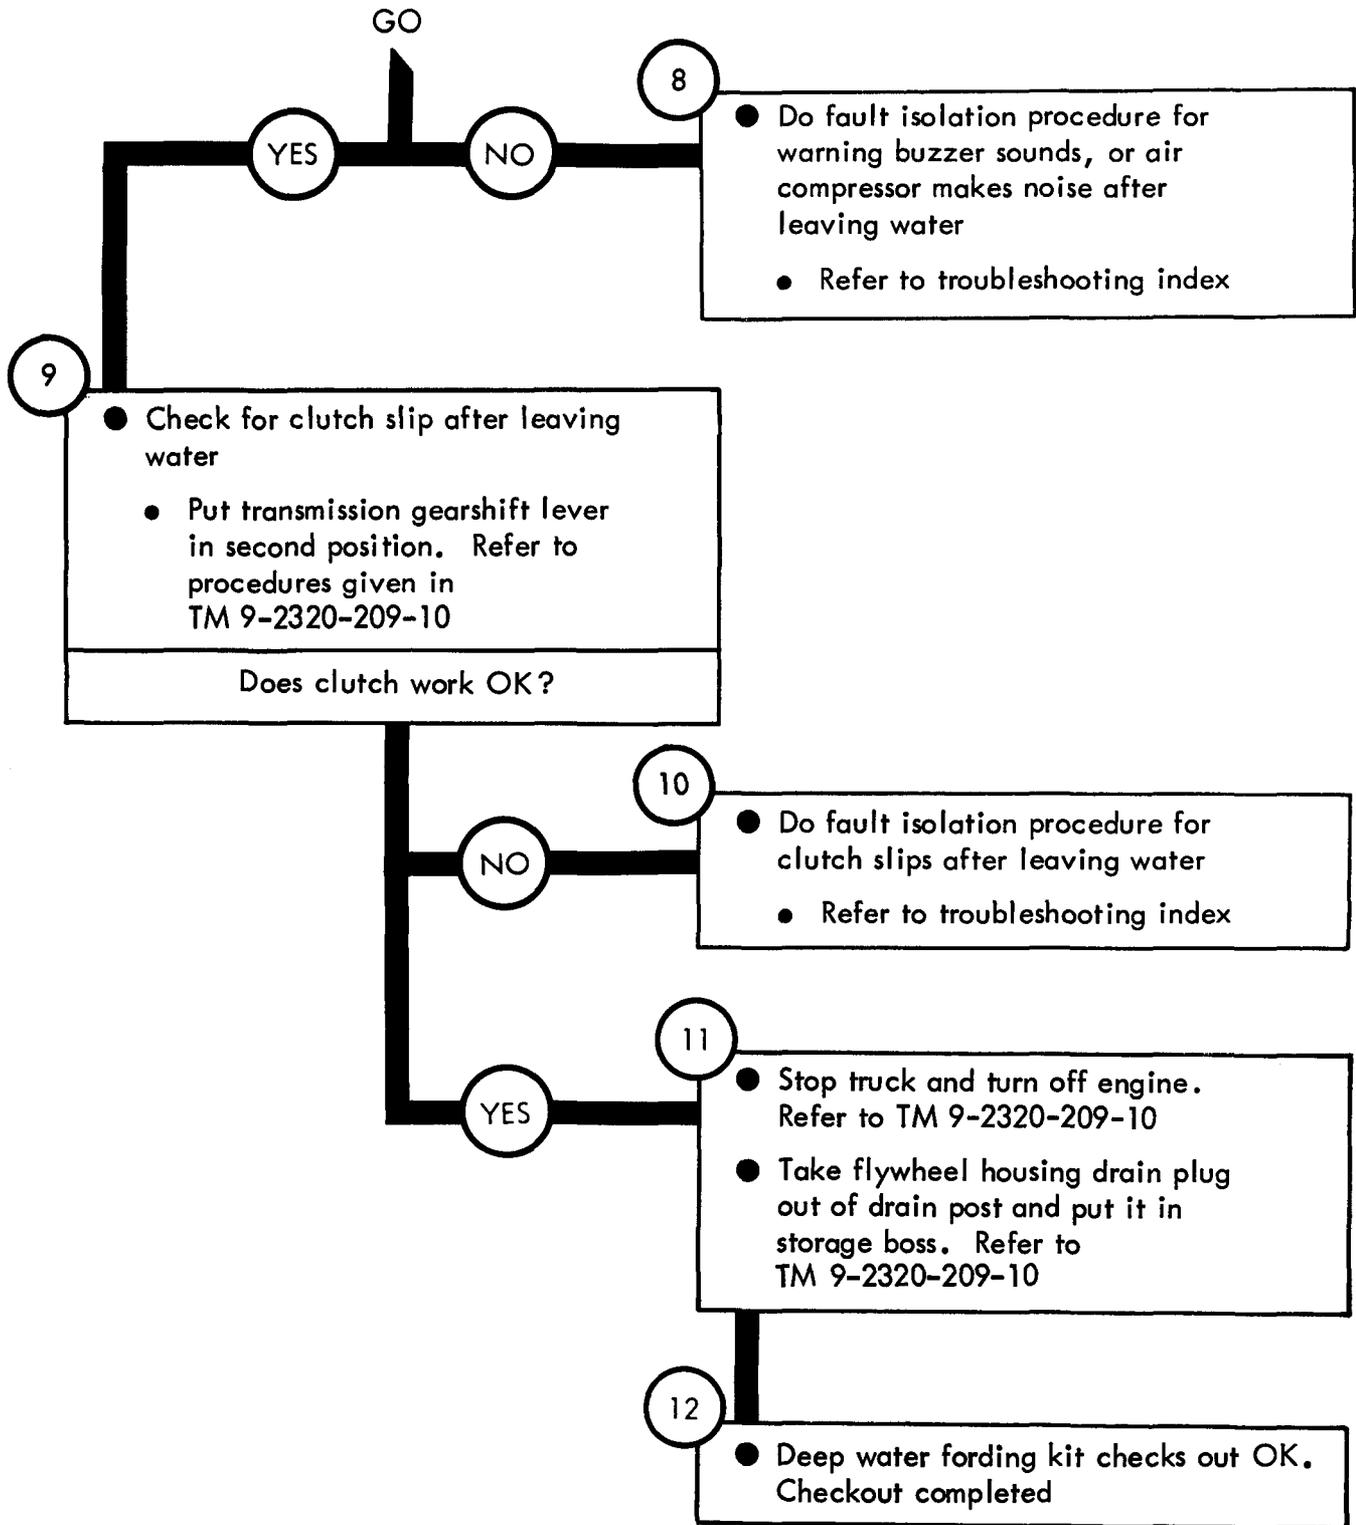 GO
YES
NO
8
● Do fault isolation procedure for
warning buzzer sounds, or air
compressor makes noise after
leaving water
● Refer to troubleshooting index
9
● Check for clutch slip after leaving
water
● Put transmission gearshift lever
in second position. Refer to
procedures given in
TM 9-2320-209-10
Does clutch work OK?
NO
10
● Do fault isolation procedure for
clutch slips after leaving water
● Refer to troubleshooting index
YES
11
● Stop truck and turn off engine.
Refer to TM 9-2320-209-10
● Take flywheel housing drain plug
out of drain post and put it in
storage boss. Refer to
TM 9-2320-209-10
12
● Deep water fording kit checks out OK.
Checkout completed